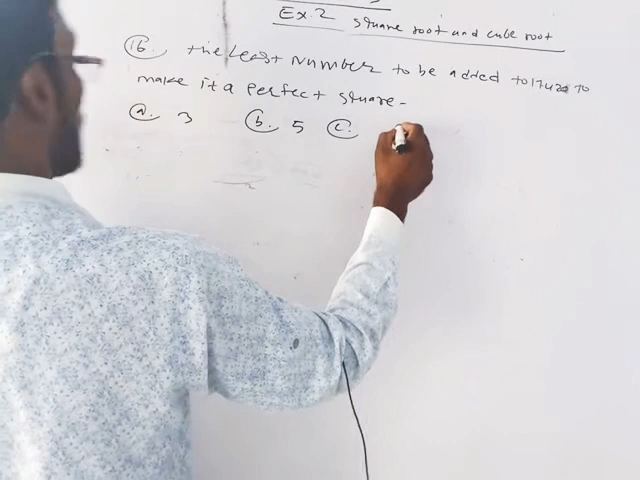 Ex. 2 square root and cube root
16. the least number to be added to to
make it a perfect square -
a. 3 b. 5 c.